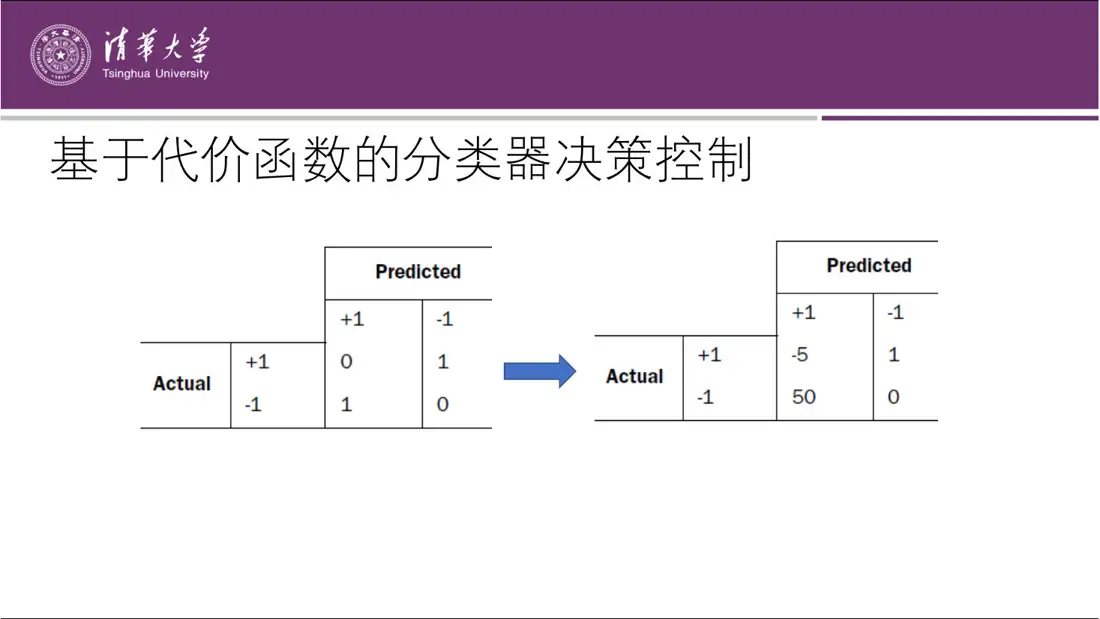 清华大学
Tsinghua University
基于代价函数的分类器决策控制
Predicted
+1 -1
Actual
+1 0 1
-1 1 0
Predicted
+1 -1
Actual
+1 -5 1
-1 50 0